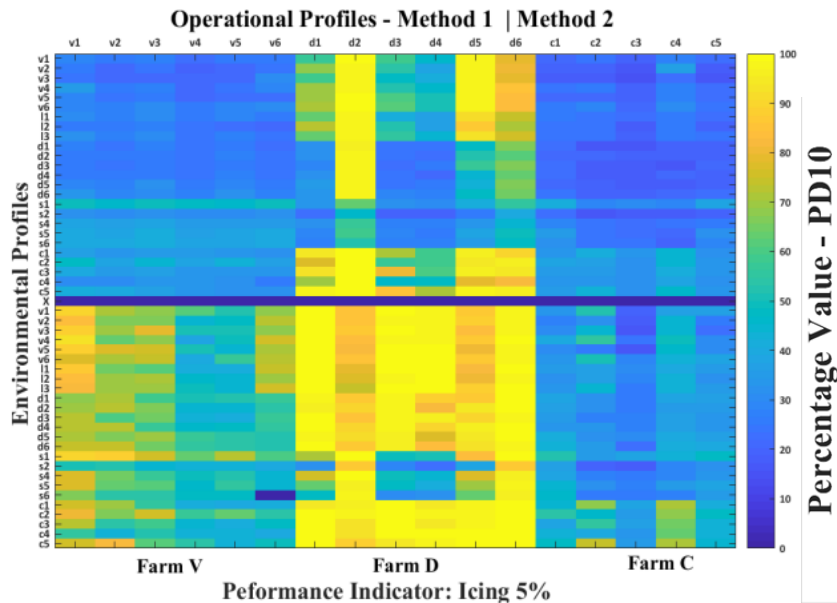 Operational Profiles - Method 1 | Method 2
v1 v2 v3 v4 v5 v6 d1 d2 d3 d4 d5 d6 c1 c2 c3 c4 c5
v1
v2
v3
v4
v5
v6
l1
l2
l3
d1
d2
d3
d4
d5
d6
s1
s2
s4
s5
s6
c1
c2
c3
c4
c5
X
v1
v2
v3
v4
v5
v6
l1
l2
l3
d1
d2
d3
d4
d5
d6
s1
s2
s4
s5
s6
c1
c2
c3
c4
c5
Environmental Profiles
100
90
80
70
60
50
40
30
20
10
0
Percentage Value - PD10
Farm V Farm D Farm C
Peformance Indicator: Icing 5%